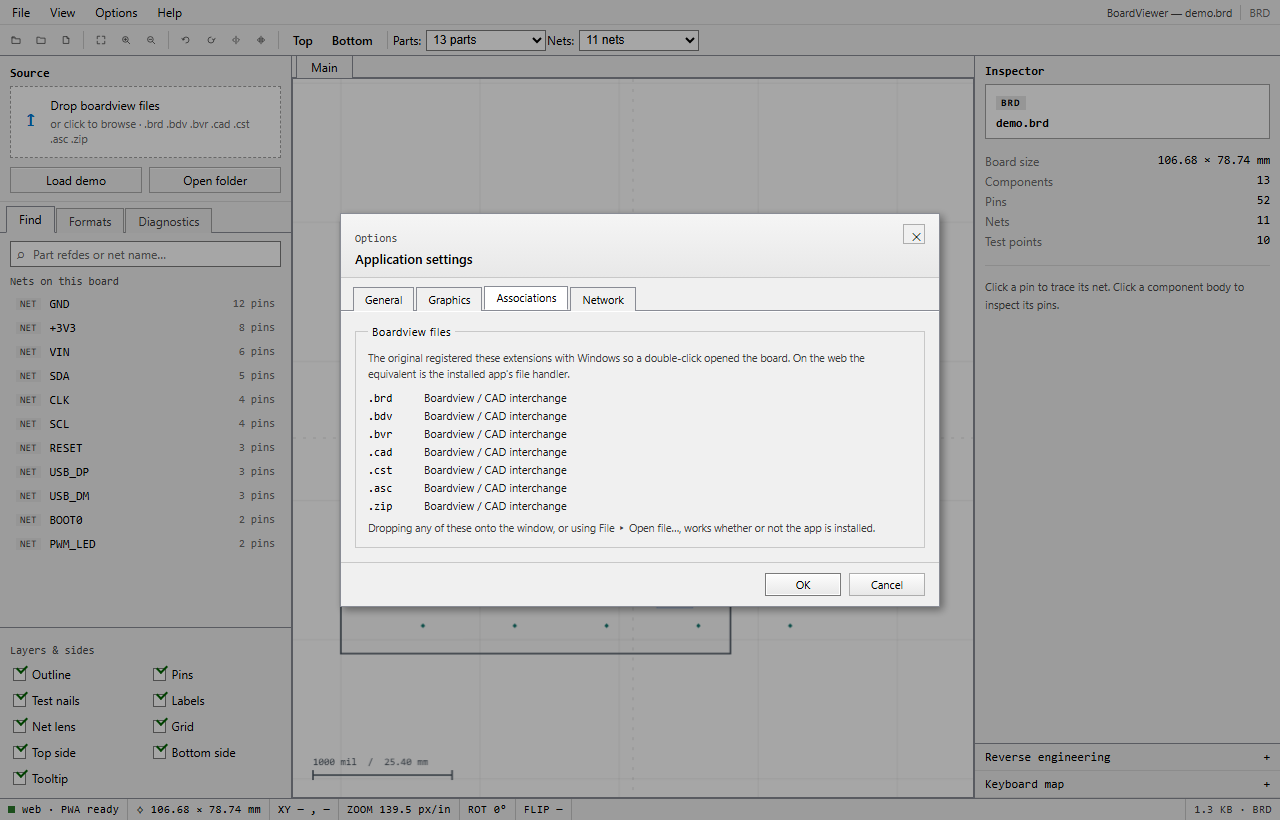 File View Options Help
BoardViewer — demo.brd BRD
Top Bottom Parts: 13 parts Nets: 11 nets
Source
Drop boardview files
or click to browse · .brd .bdv .bvr .cad .cst
.asc .zip
Load demo Open folder
Find Formats Diagnostics
Part refdes or net name...
Nets on this board
NET GND 12 pins
NET +3V3 8 pins
NET VIN 6 pins
NET SDA 5 pins
NET CLK 4 pins
NET SCL 4 pins
NET RESET 3 pins
NET USB_DP 3 pins
NET USB_DM 3 pins
NET BOOT0 2 pins
NET PWM_LED 2 pins
Layers & sides
Outline Pins
Test nails Labels
Net lens Grid
Top side Bottom side
Tooltip
Main
1000 mil / 25.40 mm
Options
Application settings
General Graphics Associations Network
Boardview files
The original registered these extensions with Windows so a double-click opened the board. On the web the
equivalent is the installed app's file handler.
.brd Boardview / CAD interchange
.bdv Boardview / CAD interchange
.bvr Boardview / CAD interchange
.cad Boardview / CAD interchange
.cst Boardview / CAD interchange
.asc Boardview / CAD interchange
.zip Boardview / CAD interchange
Dropping any of these onto the window, or using File ‣ Open file..., works whether or not the app is installed.
OK Cancel
Inspector
BRD
demo.brd
Board size 106.68 × 78.74 mm
Components 13
Pins 52
Nets 11
Test points 10
Click a pin to trace its net. Click a component body to
inspect its pins.
Reverse engineering +
Keyboard map +
web · PWA ready ◊ 106.68 × 78.74 mm XY — , — ZOOM 139.5 px/in ROT 0° FLIP — 1.3 KB · BRD